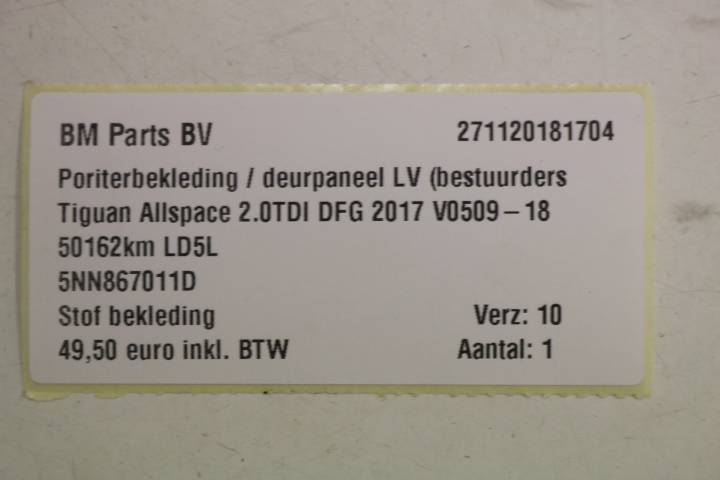 BM Parts BV 271120181704
Poriterbekleding / deurpaneel LV (bestuurders
Tiguan Allspace 2.0TDI DFG 2017 V0509 – 18
50162km LD5L
5NN867011D
Stof bekleding Verz: 10
49,50 euro inkl. BTW Aantal: 1